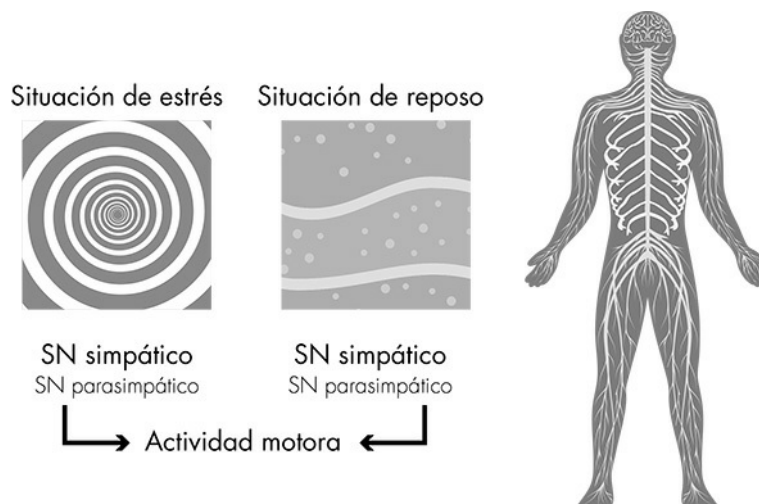 Situación de estrés
Situación de reposo
SN simpático
SN parasimpático
SN simpático
SN parasimpático
Actividad motora